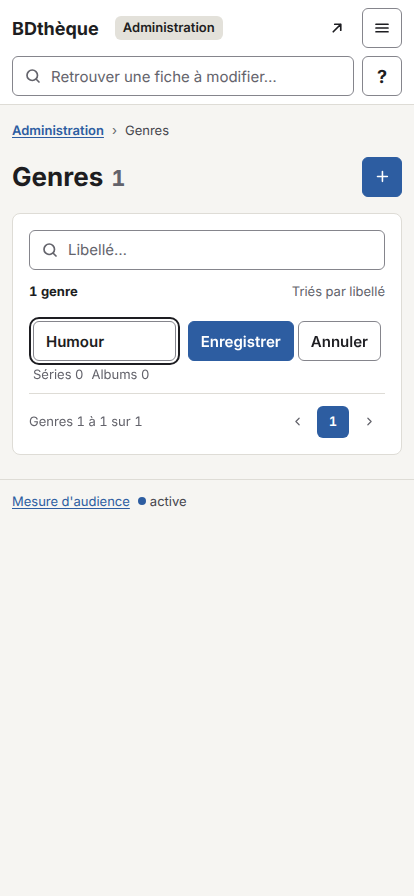 BDthèque Administration
Retrouver une fiche à modifier... ?
Administration › Genres
Genres 1
Libellé...
1 genre Triés par libellé
Humour Enregistrer Annuler
Séries 0 Albums 0
Genres 1 à 1 sur 1 ‹ 1 ›
Mesure d'audience active